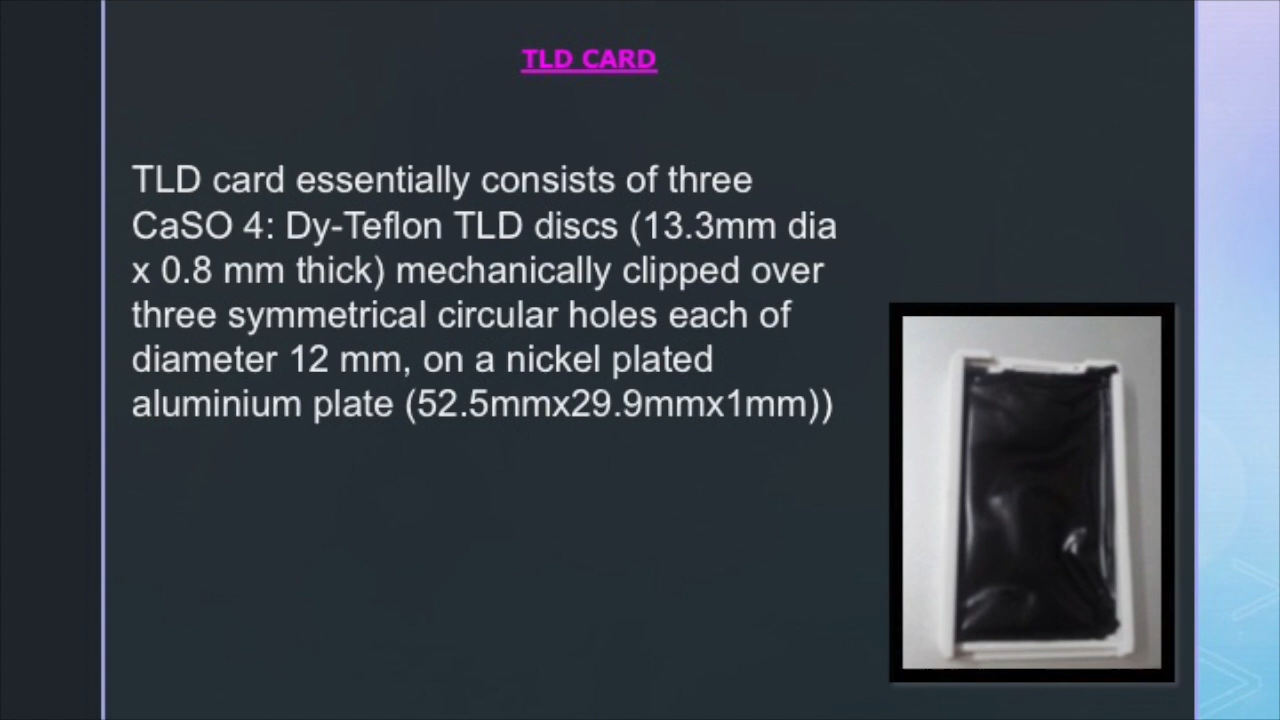 TLD CARD
TLD card essentially consists of three
CaSO 4: Dy-Teflon TLD discs (13.3mm dia
x 0.8 mm thick) mechanically clipped over
three symmetrical circular holes each of
diameter 12 mm, on a nickel plated
aluminium plate (52.5mmx29.9mmx1mm))